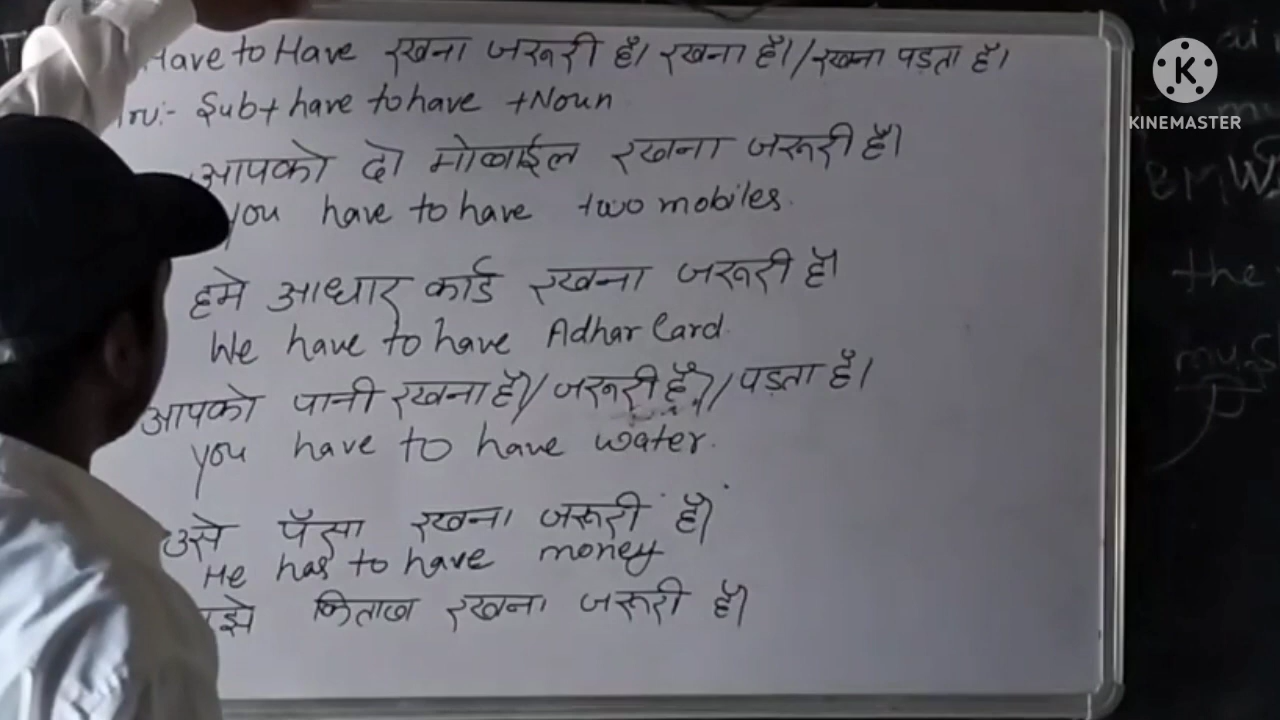 Have to Have रखना जरूरी है। रखना है। / रखना पड़ता है।
Sub + have to have + Noun
आपको दो मोबाईल रखना जरूरी है।
you have to have two mobiles.
हमे आधार कार्ड रखना जरूरी है।
We have to have Adhar Card.
आपको पानी रखना है / जरूरी है / पड़ता है।
you have to have water.
उसे पैसा रखना जरूरी है।
He has to have money
किताब रखना जरूरी है।
KINEMASTER
BMW
the